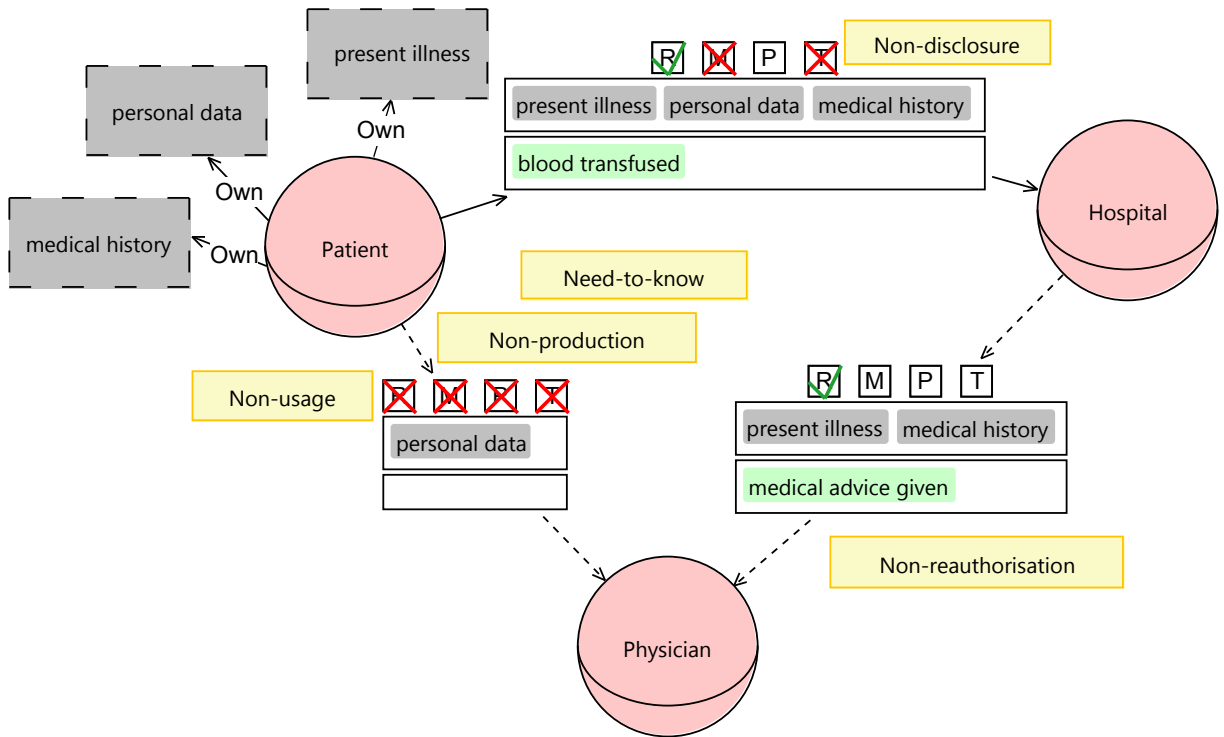 present illness
personal data
medical history
Own
Own
Own
Patient
R M P T
Non-disclosure
present illness personal data medical history
blood transfused
Hospital
Need-to-know
Non-production
Non-usage
R M P T
personal data
R M P T
present illness medical history
medical advice given
Non-reauthorisation
Physician